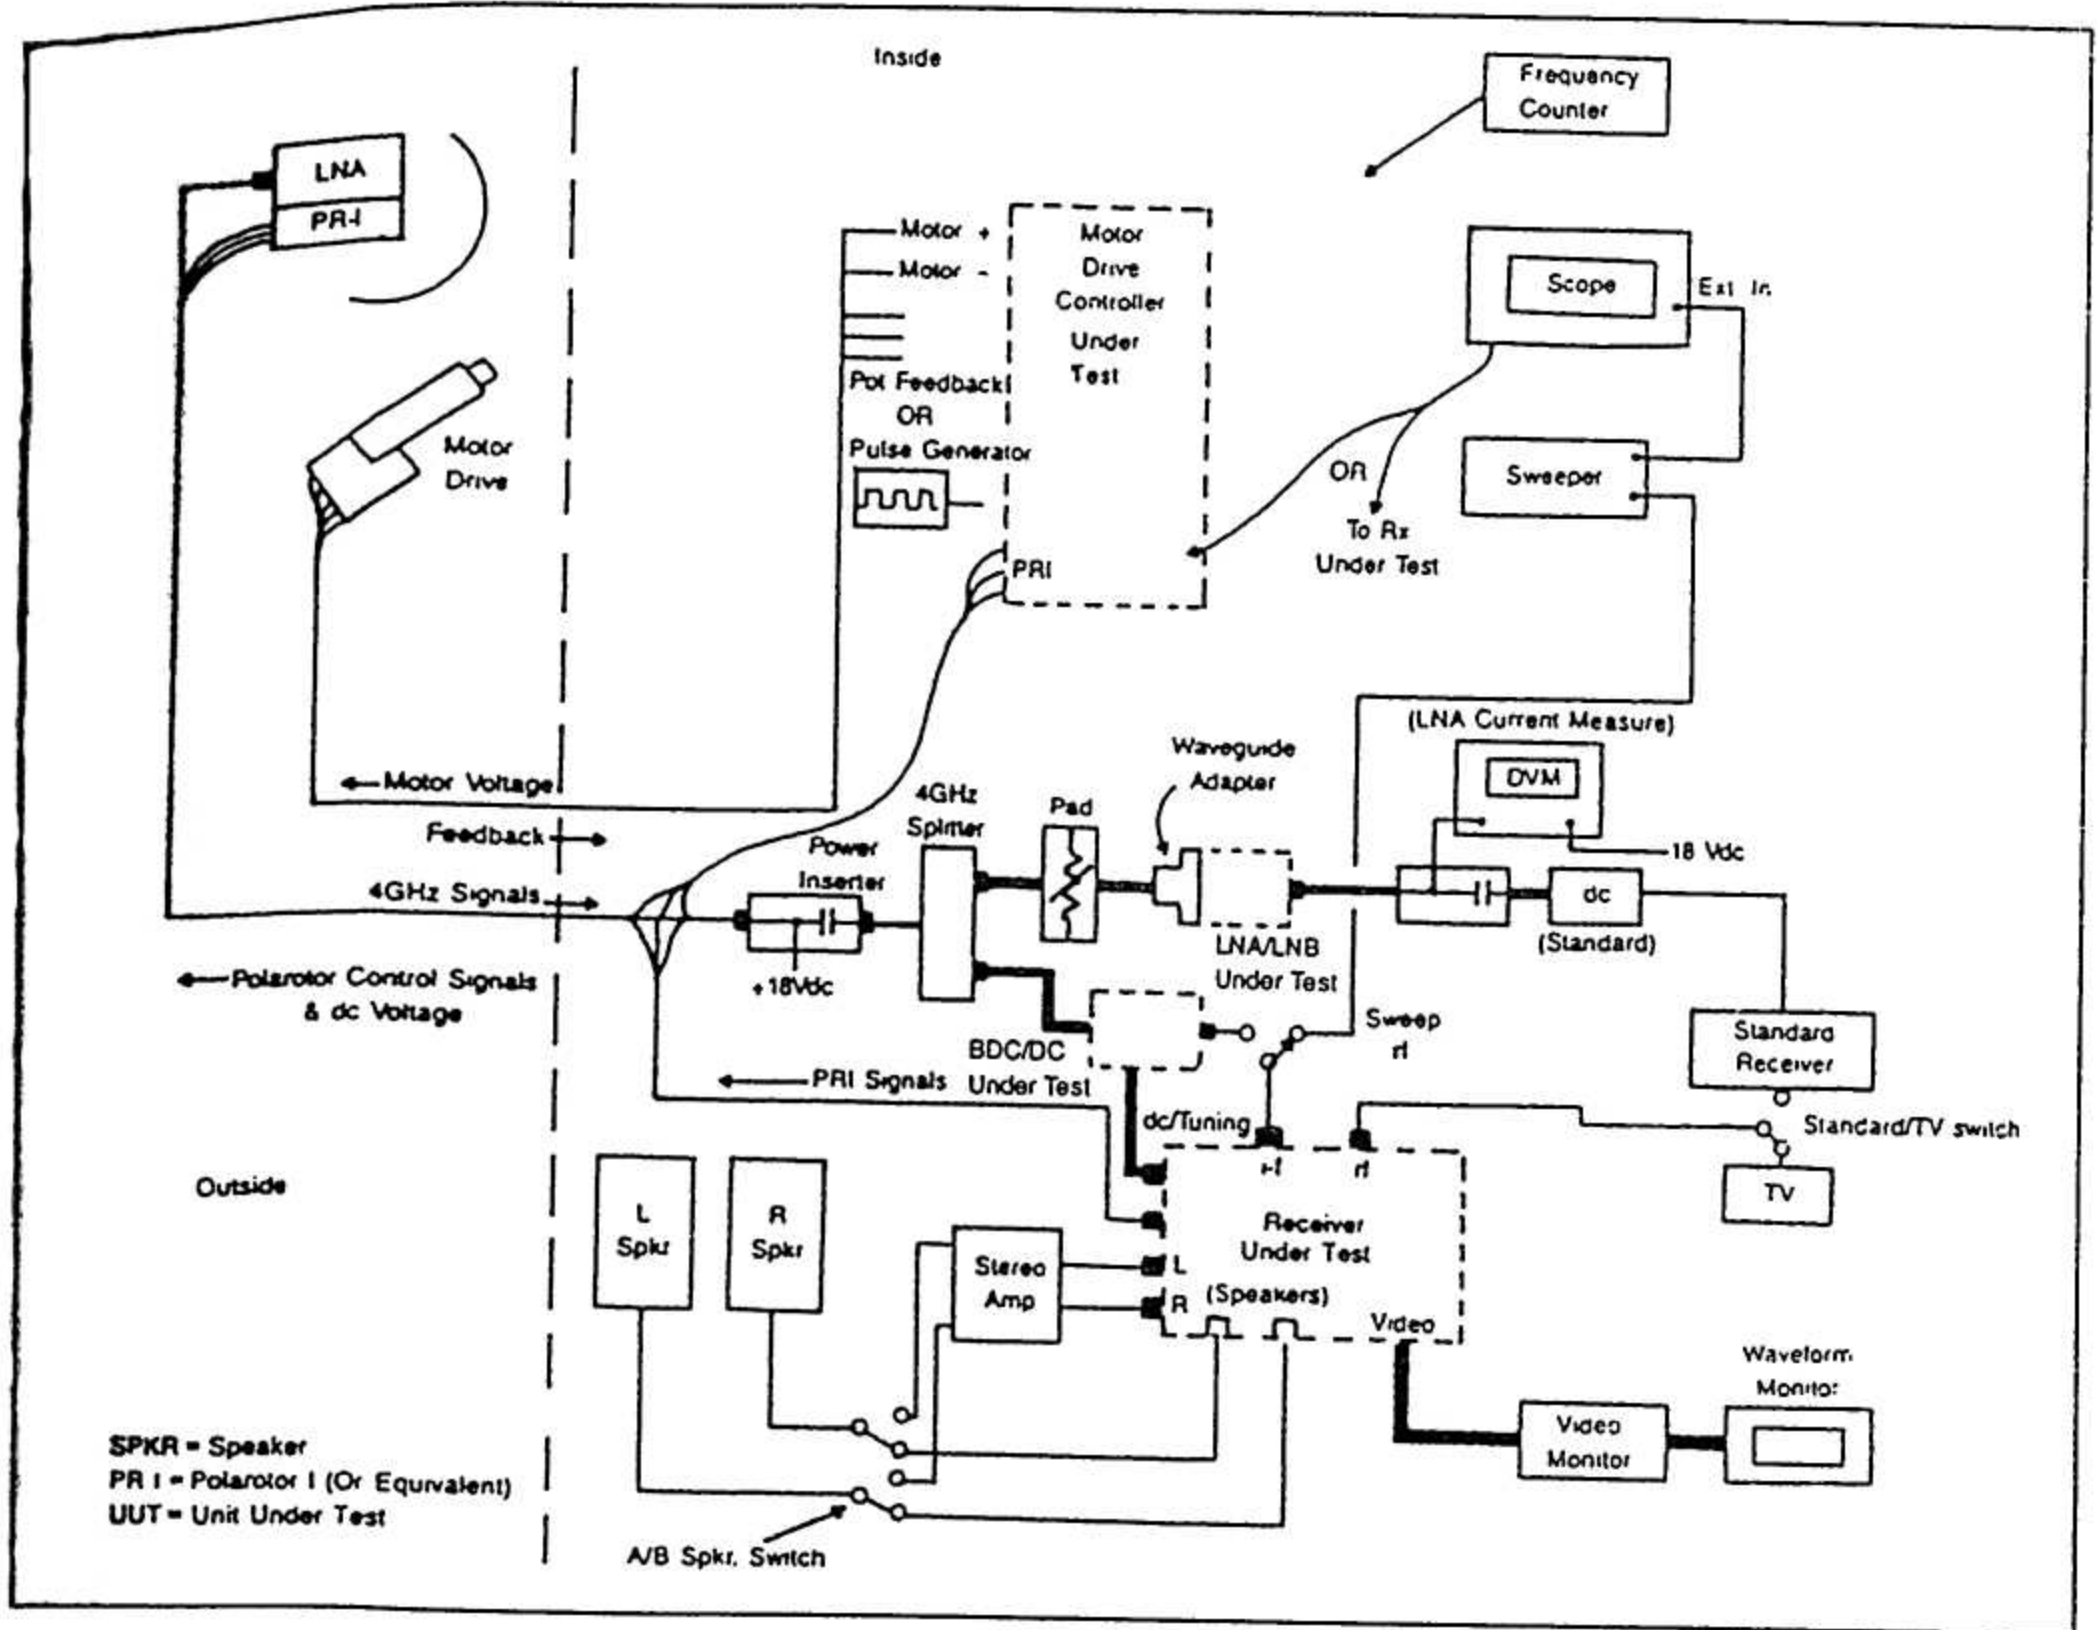 Inside
Frequency
Counter
LNA
PR-I
Motor +
Motor -
Motor
Drive
Controller
Under
Test
Scope
Ext In
Pot Feedback
OR
Pulse Generator
Motor
Drive
OR
Sweeper
To Rx
Under Test
PRI
(LNA Current Measure)
Waveguide
Adapter
DVM
Motor Voltage
4GHz
Splitter
Pad
Feedback
Power
Inserter
18 Vdc
4GHz Signals
dc
(Standard)
LNA/LNB
Under Test
+18Vdc
Polarotor Control Signals
& dc Voltage
Sweep
rf
Standard
Receiver
BDC/DC
Under Test
PRI Signals
dc/Tuning
Standard/TV switch
i-f
rf
TV
Outside
L
Spkr
R
Spkr
Receiver
Under Test
Stereo
Amp
L
R
(Speakers)
Video
Waveform
Monitor
Video
Monitor
SPKR = Speaker
PR I = Polarotor I (Or Equivalent)
UUT = Unit Under Test
A/B Spkr. Switch